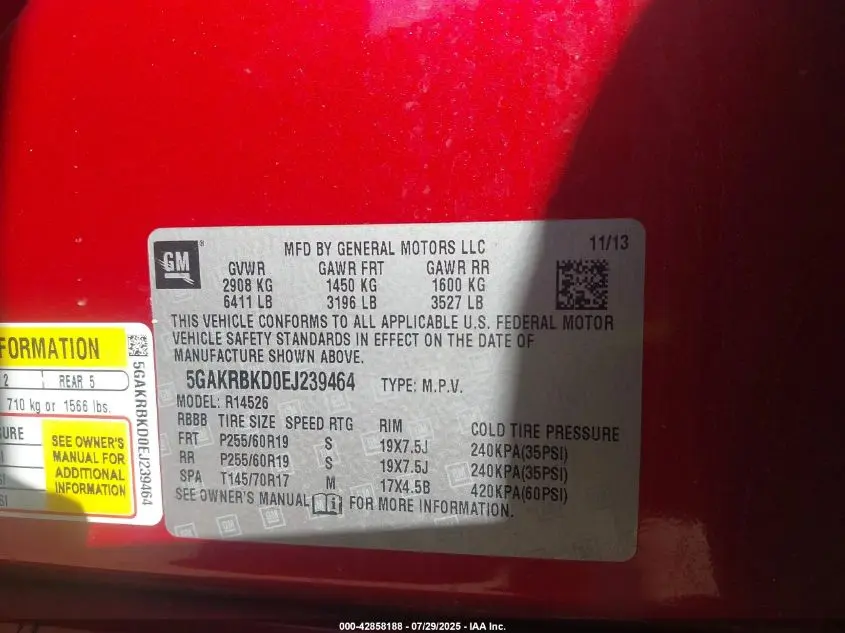 GM
®
MFD BY GENERAL MOTORS LLC
11/13
GVWR GAWR FRT GAWR RR
2908 KG 1450 KG 1600 KG
6411 LB 3196 LB 3527 LB
THIS VEHICLE CONFORMS TO ALL APPLICABLE U.S. FEDERAL MOTOR
VEHICLE SAFETY STANDARDS IN EFFECT ON THE DATE OF
MANUFACTURE SHOWN ABOVE.
5GAKRBKD0EJ239464 TYPE: M.P.V.
MODEL: R14526
RBBB TIRE SIZE SPEED RTG RIM COLD TIRE PRESSURE
FRT P255/60R19 S 19X7.5J 240KPA(35PSI)
RR P255/60R19 S 19X7.5J 240KPA(35PSI)
SPA T145/70R17 M 17X4.5B 420KPA(60PSI)
SEE OWNER'S MANUAL FOR MORE INFORMATION.
FORMATION
2 REAR 5
710 kg or 1566 lbs.
SEE OWNER'S
MANUAL FOR
ADDITIONAL
INFORMATION
5GAKRBKD0EJ239464
000-42858188 - 07/29/2025 - IAA Inc.